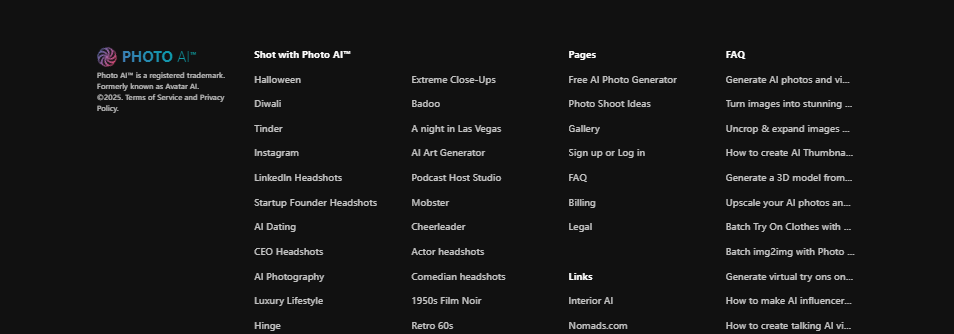 PHOTO AI™
Photo AI™ is a registered trademark.
Formerly known as Avatar AI.
©2025. Terms of Service and Privacy
Policy.
Shot with Photo AI™
Halloween
Diwali
Tinder
Instagram
LinkedIn Headshots
Startup Founder Headshots
AI Dating
CEO Headshots
AI Photography
Luxury Lifestyle
Hinge
Extreme Close-Ups
Badoo
A night in Las Vegas
AI Art Generator
Podcast Host Studio
Mobster
Cheerleader
Actor headshots
Comedian headshots
1950s Film Noir
Retro 60s
Pages
Free AI Photo Generator
Photo Shoot Ideas
Gallery
Sign up or Log in
FAQ
Billing
Legal
Links
Interior AI
Nomads.com
FAQ
Generate AI photos and vi...
Turn images into stunning ...
Uncrop & expand images ...
How to create AI Thumbna...
Generate a 3D model from...
Upscale your AI photos an...
Batch Try On Clothes with ...
Batch img2img with Photo ...
Generate virtual try ons on...
How to make AI influencer...
How to create talking AI vi...